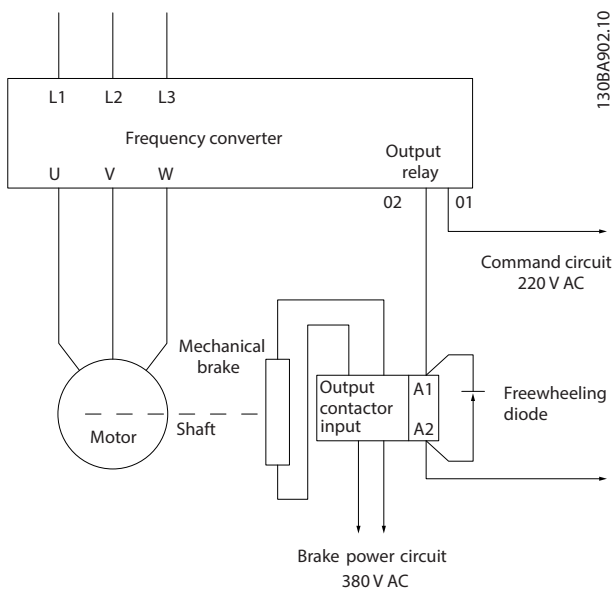 130BA902.10
L1 L2 L3
Frequency converter
U V W
Output
relay
02 01
Command circuit
220 V AC
Mechanical
brake
Output
contactor
input
A1
A2
Freewheeling
diode
Motor
Shaft
Brake power circuit
380 V AC